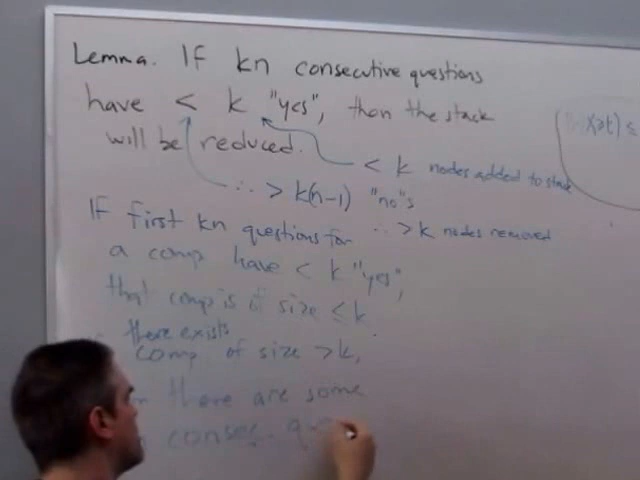 Lemma. If kn consecutive questions
have < k "yes", then the stack
will be reduced.
< k nodes added to stack
∴ > k(n-1) "no"s
∴ > k nodes removed
If first kn questions for
a comp have < k "yes",
that comp is of size ≤ k
there exists
comp of size > k,
there are some
consec. qu
(X>t) ≤